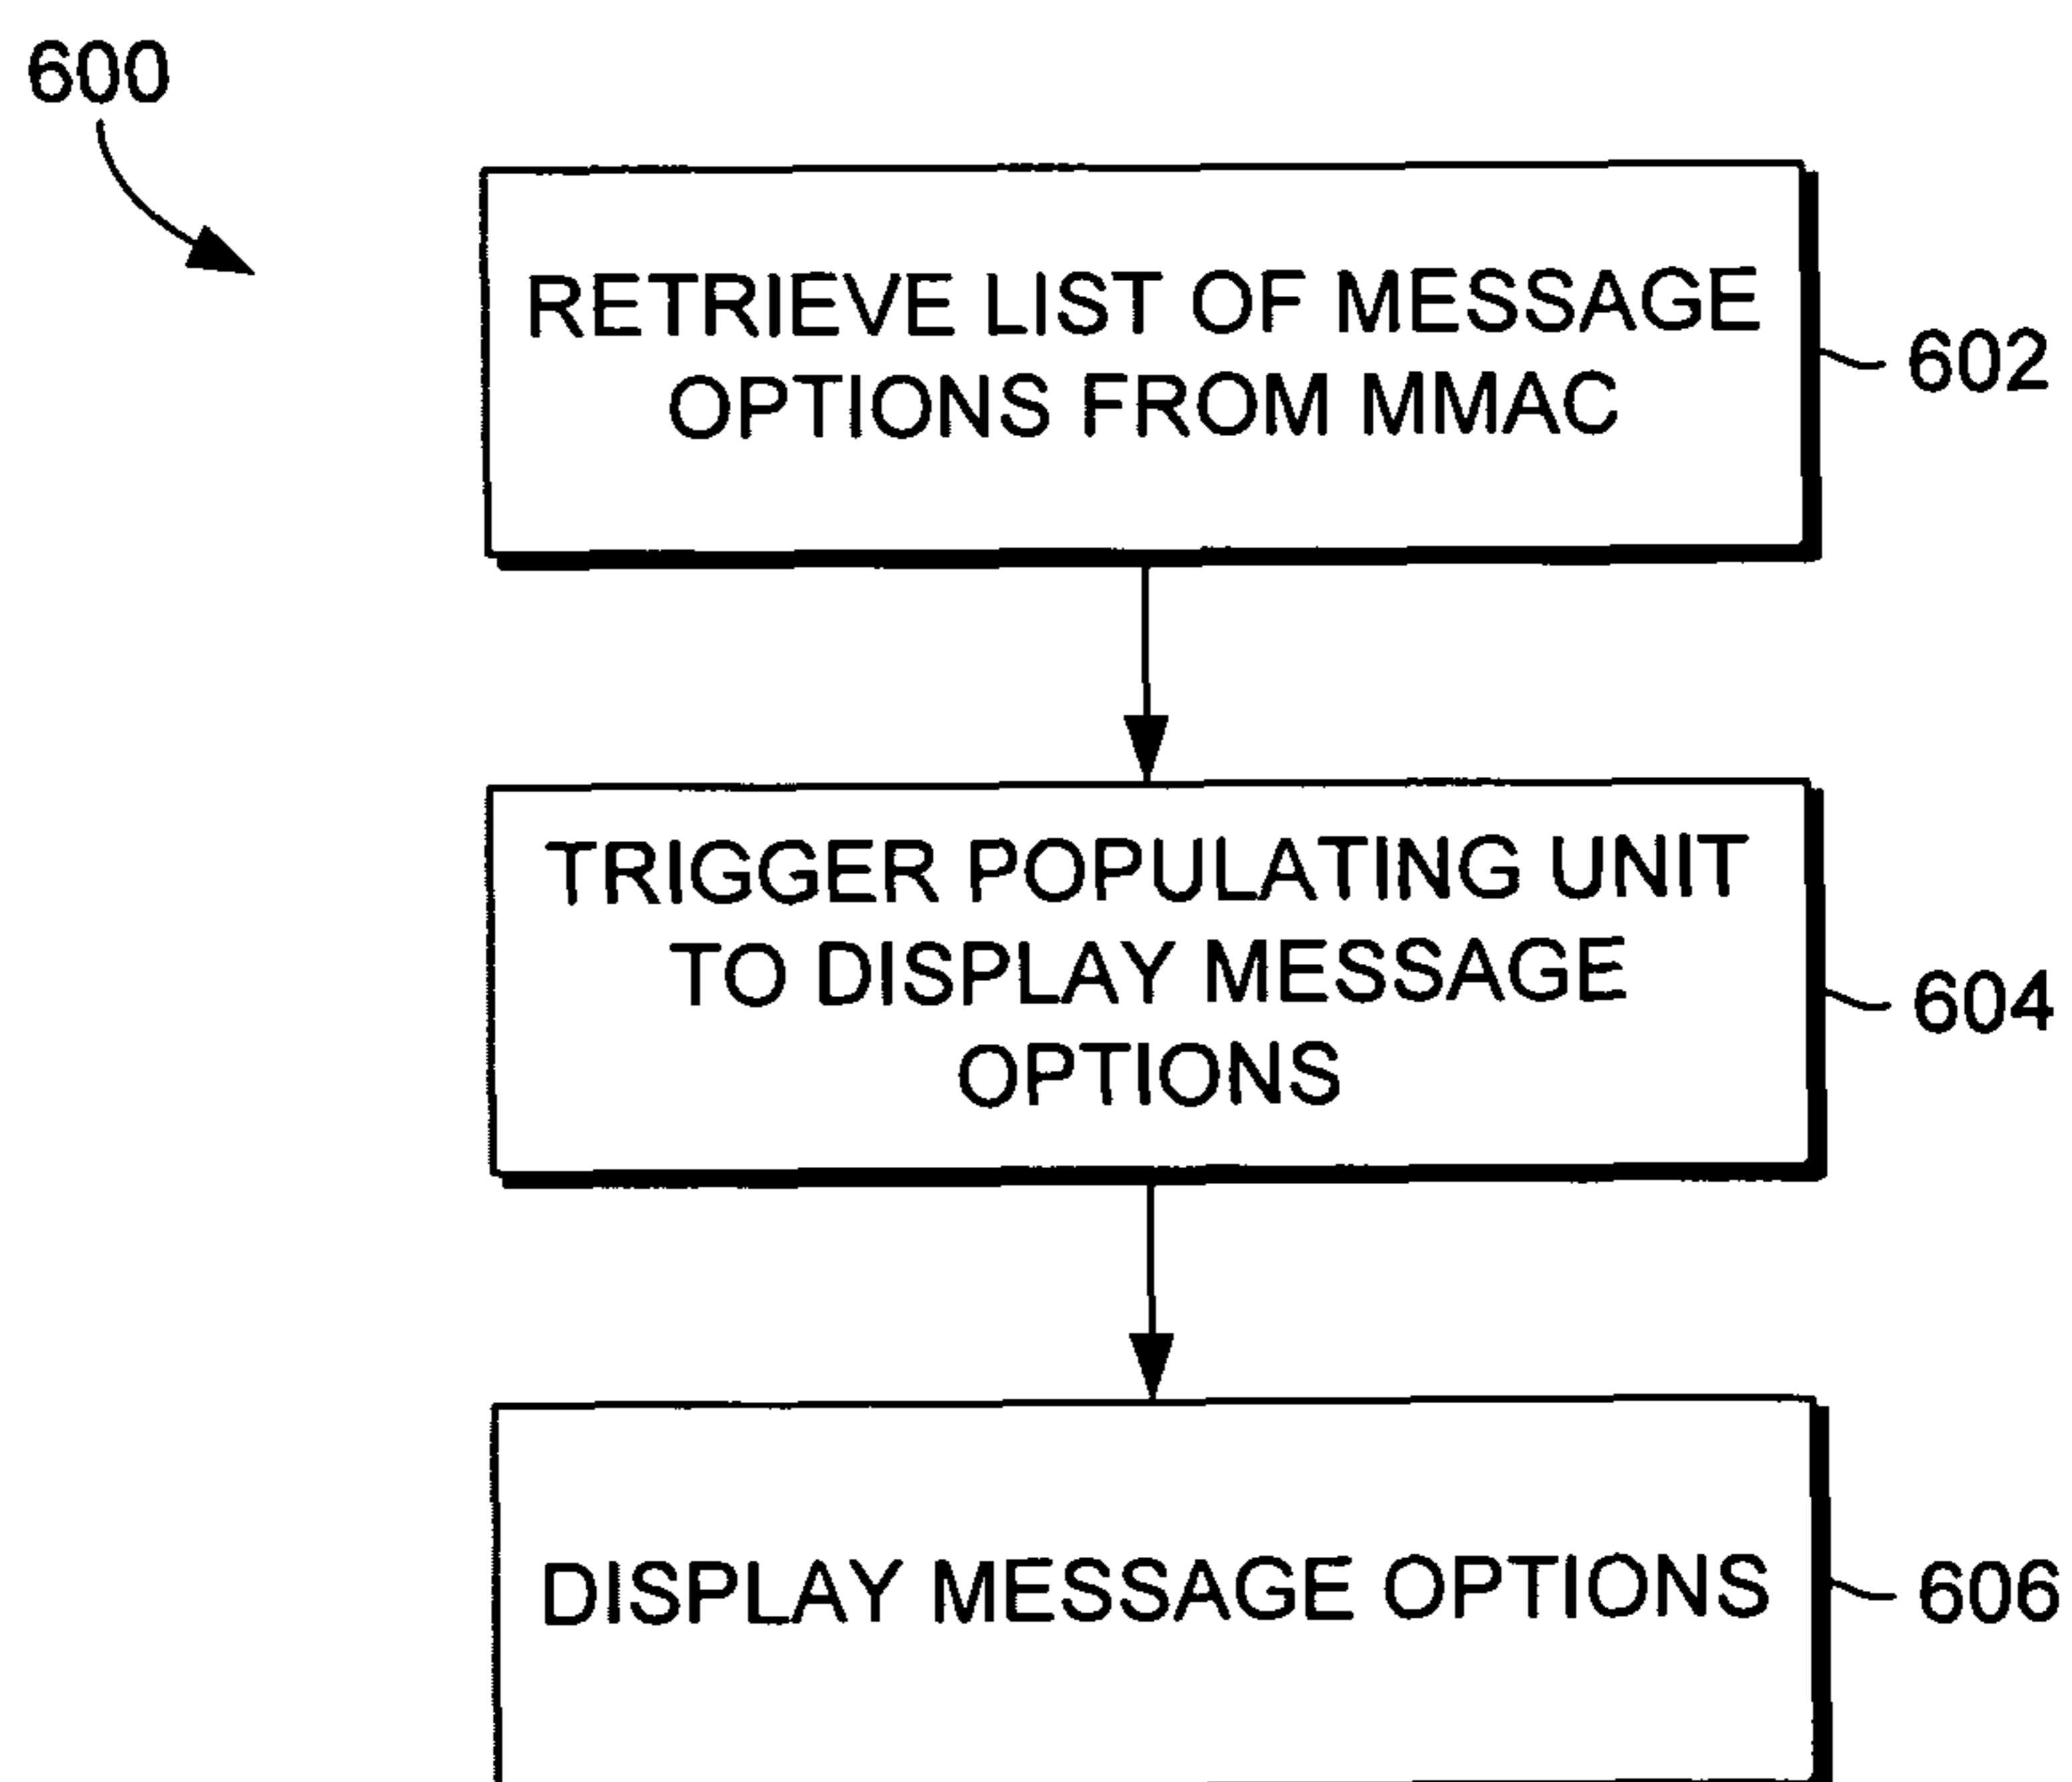 600
RETRIEVE LIST OF MESSAGE
OPTIONS FROM MMAC
602
TRIGGER POPULATING UNIT
TO DISPLAY MESSAGE
OPTIONS
604
DISPLAY MESSAGE OPTIONS
606